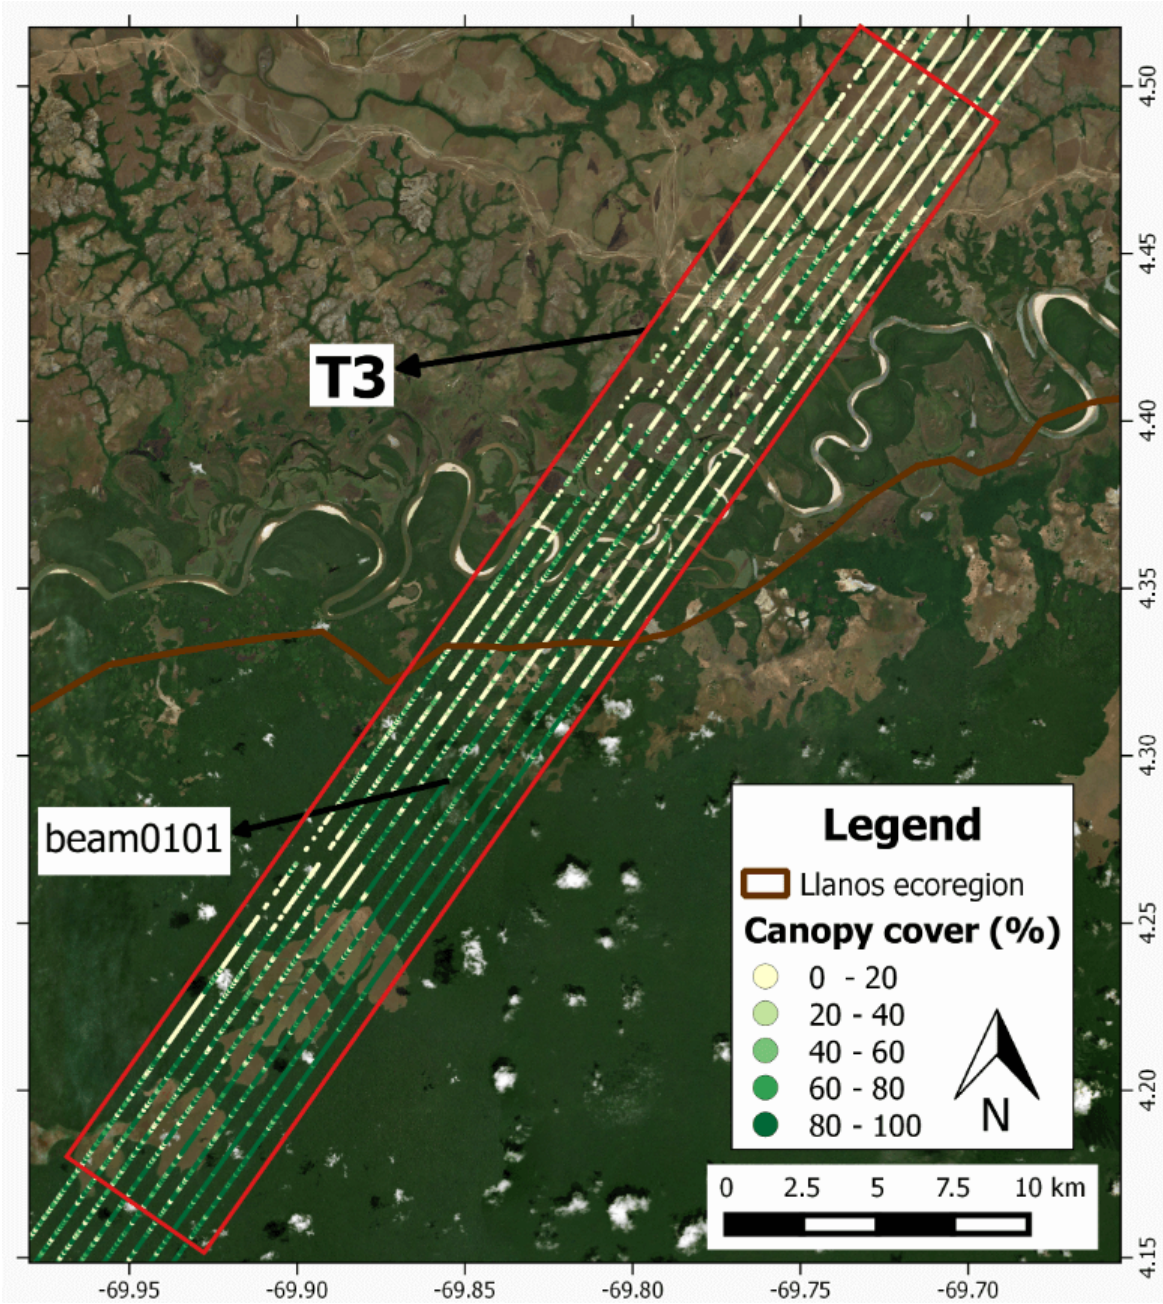 4.50
4.45
T3
4.40
4.35
4.30
beam0101
Legend
Llanos ecoregion
Canopy cover (%)
0 - 20
20 - 40
40 - 60
60 - 80
80 - 100
N
4.25
4.20
0 2.5 5 7.5 10 km
4.15
-69.95 -69.90 -69.85 -69.80 -69.75 -69.70